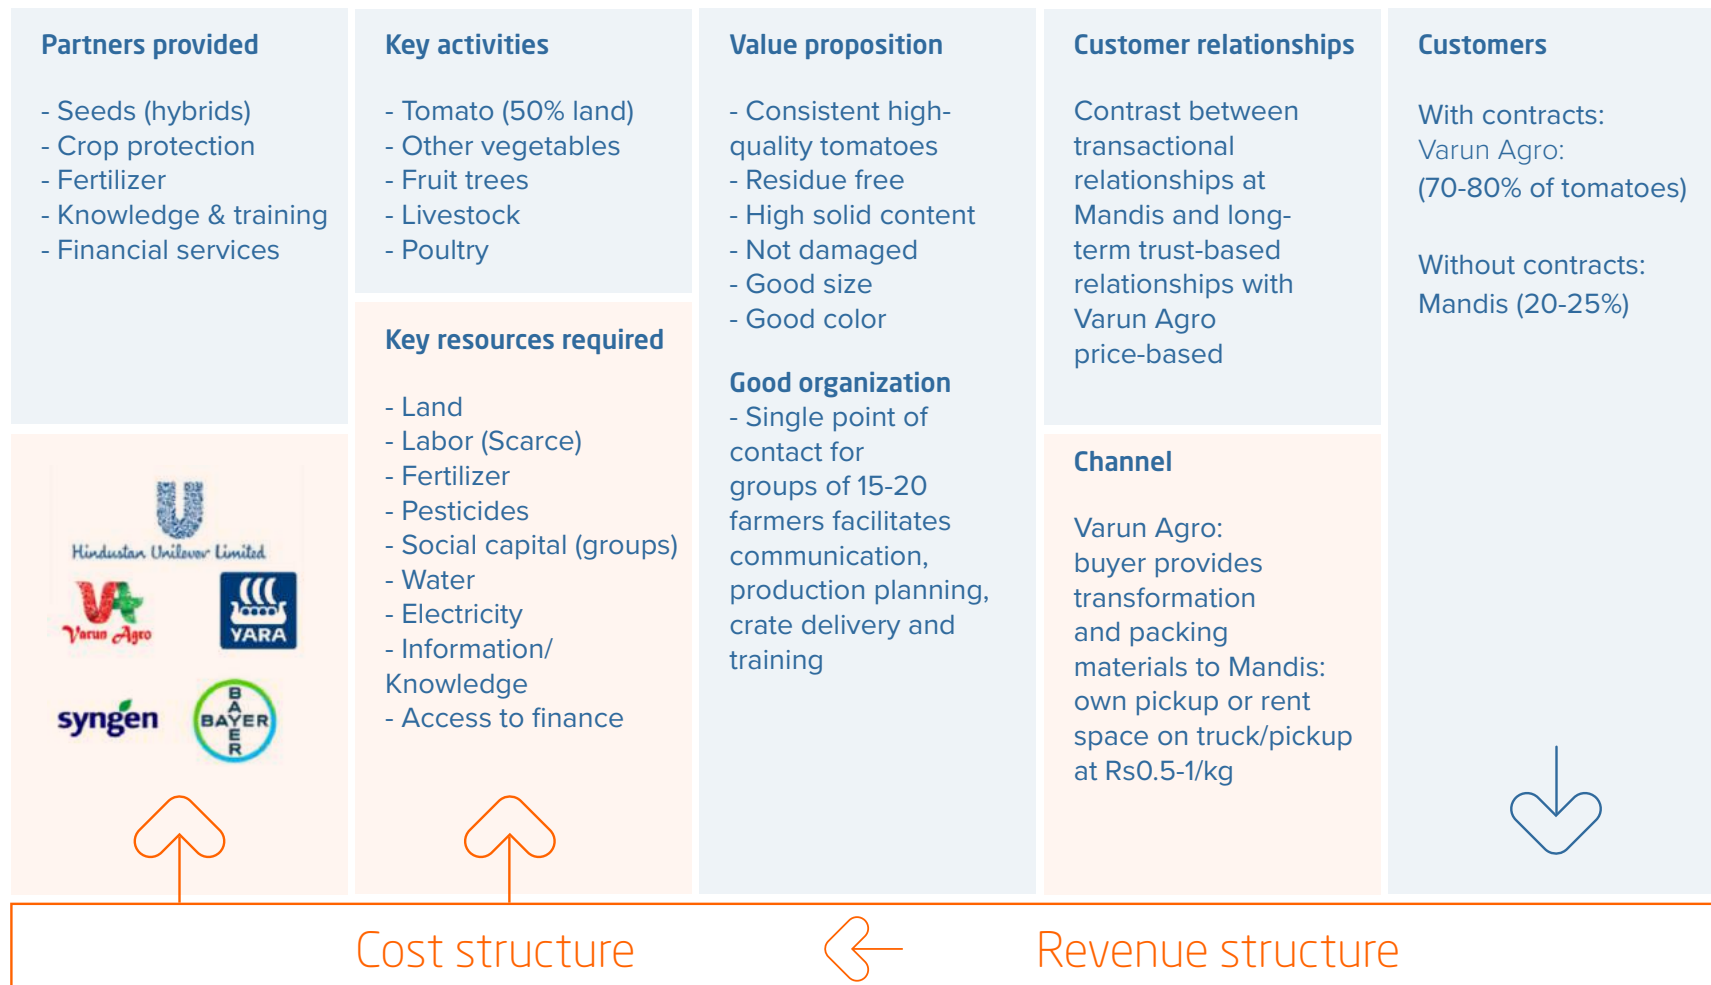 Partners provided
- Seeds (hybrids)
- Crop protection
- Fertilizer
- Knowledge & training
- Financial services
Hindustan Unilever Limited
Varun Agro
YARA
syngen
BAYER
BAYER
Key activities
- Tomato (50% land)
- Other vegetables
- Fruit trees
- Livestock
- Poultry
Key resources required
- Land
- Labor (Scarce)
- Fertilizer
- Pesticides
- Social capital (groups)
- Water
- Electricity
- Information/
Knowledge
- Access to finance
Value proposition
- Consistent high-
quality tomatoes
- Residue free
- High solid content
- Not damaged
- Good size
- Good color
Good organization
- Single point of
contact for
groups of 15-20
farmers facilitates
communication,
production planning,
crate delivery and
training
Customer relationships
Contrast between
transactional
relationships at
Mandis and long-
term trust-based
relationships with
Varun Agro
price-based
Channel
Varun Agro:
buyer provides
transformation
and packing
materials to Mandis:
own pickup or rent
space on truck/pickup
at Rs0.5-1/kg
Customers
With contracts:
Varun Agro:
(70-80% of tomatoes)
Without contracts:
Mandis (20-25%)
Cost structure
Revenue structure